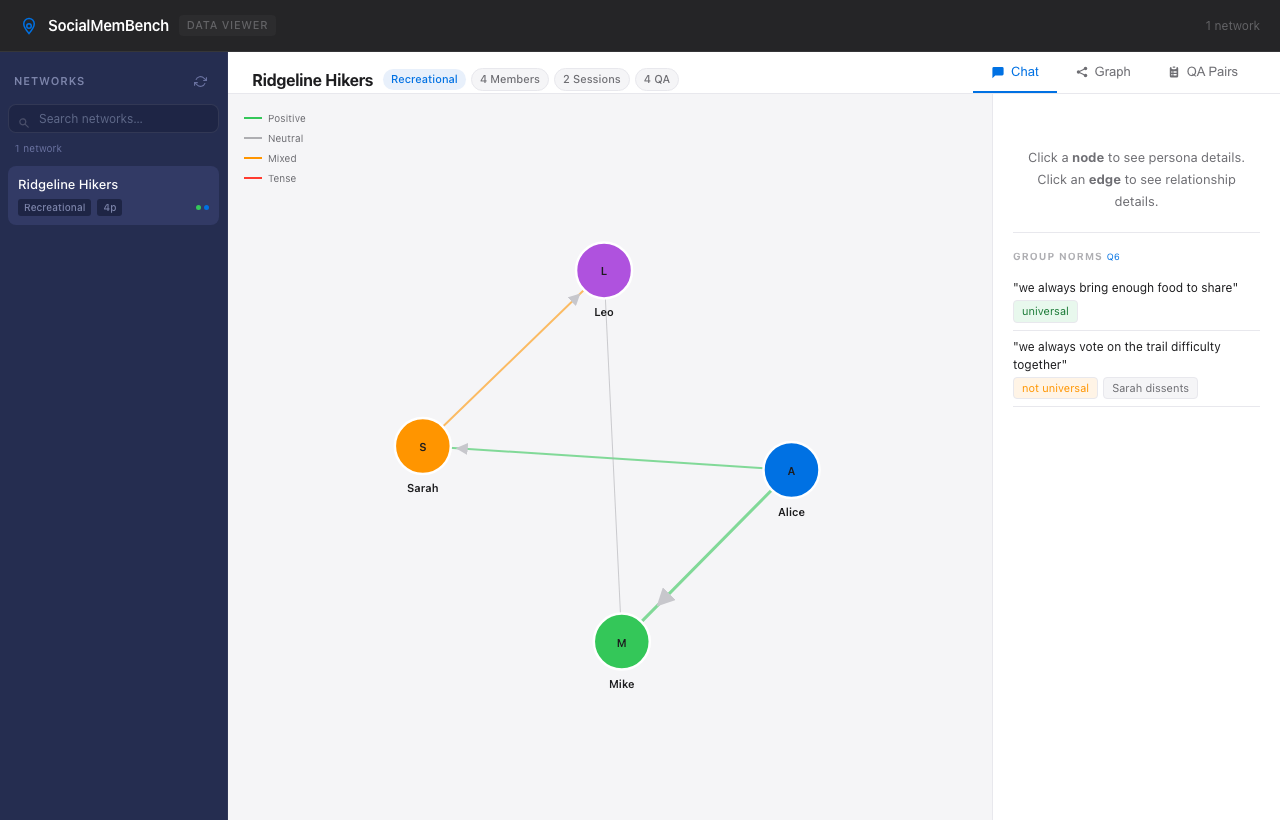 SocialMemBench DATA VIEWER
1 network
NETWORKS
Search networks...
1 network
Ridgeline Hikers
Recreational 4p
Ridgeline Hikers Recreational 4 Members 2 Sessions 4 QA
Chat Graph QA Pairs
Positive
Neutral
Mixed
Tense
L
Leo
S
Sarah
A
Alice
M
Mike
Click a node to see persona details.
Click an edge to see relationship
details.
GROUP NORMS Q6
"we always bring enough food to share"
universal
"we always vote on the trail difficulty
together"
not universal Sarah dissents